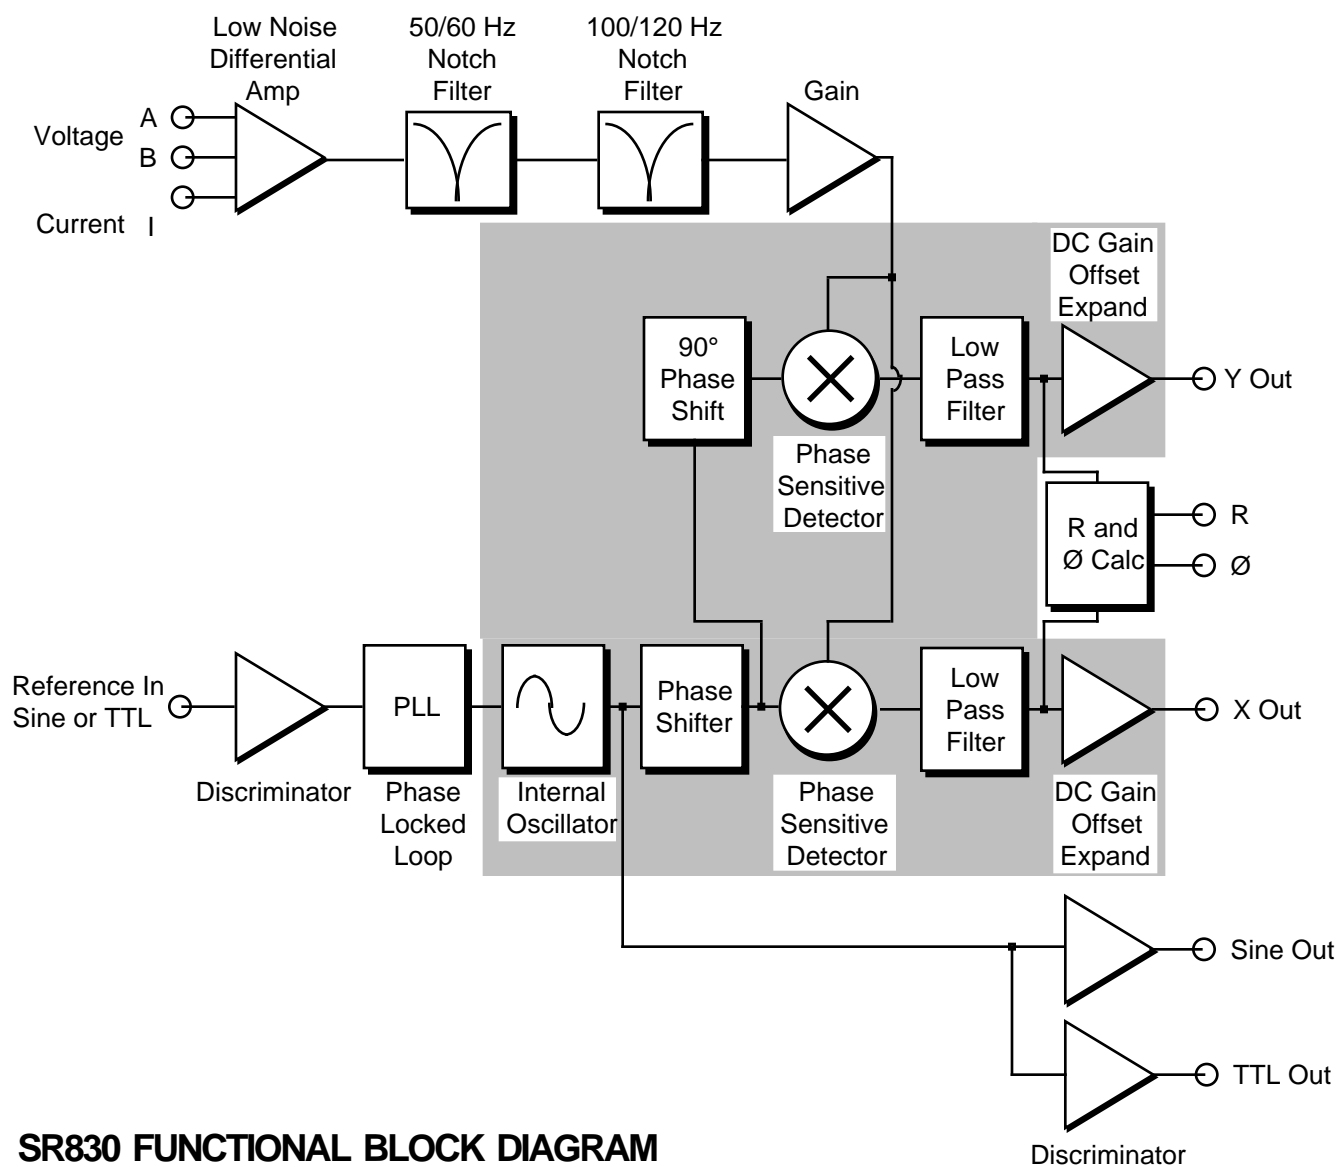 Low Noise
Differential
Amp
50/60 Hz
Notch
Filter
100/120 Hz
Notch
Filter
Gain
Voltage
A
B
Current
I
DC Gain
Offset
Expand
90°
Phase
Shift
Low
Pass
Filter
Y Out
Phase
Sensitive
Detector
R and
Ø Calc
R
Ø
Reference In
Sine or TTL
Discriminator
PLL
Phase
Locked
Loop
Internal
Oscillator
Phase
Shifter
Phase
Sensitive
Detector
Low
Pass
Filter
X Out
DC Gain
Offset
Expand
Sine Out
TTL Out
Discriminator
SR830 FUNCTIONAL BLOCK DIAGRAM